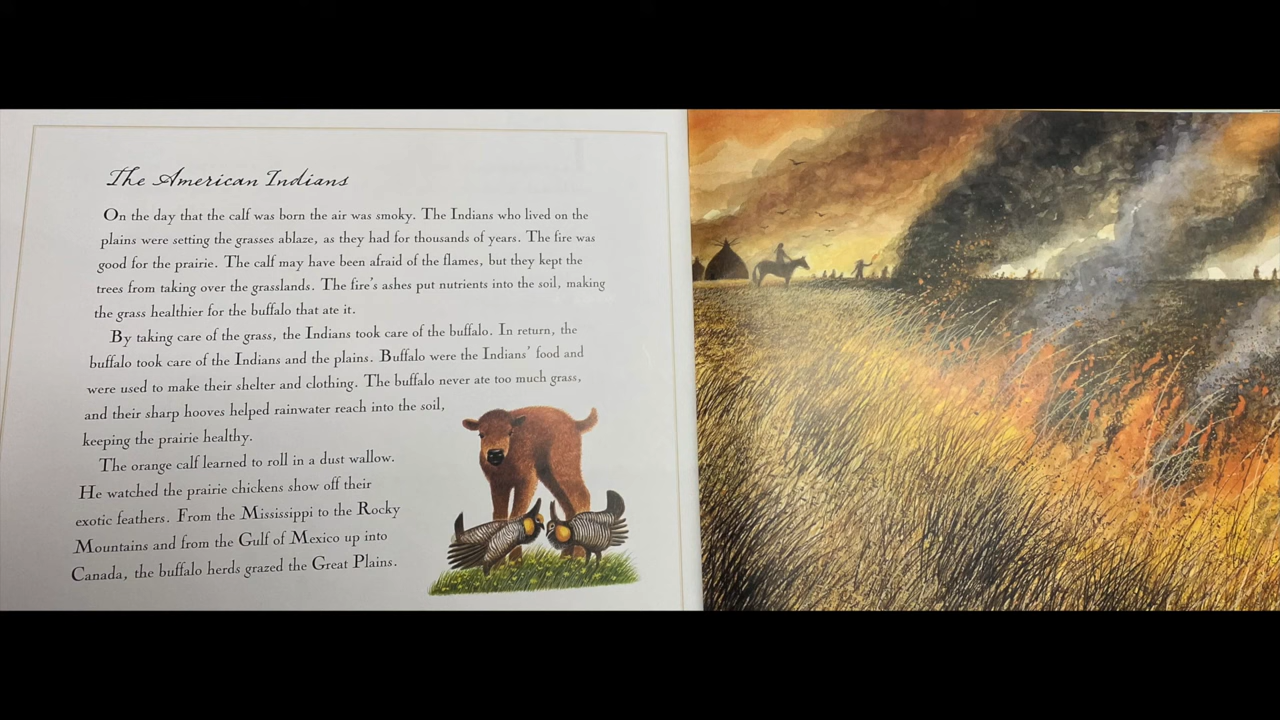 The American Indians
On the day that the calf was born the air was smoky. The Indians who lived on the
plains were setting the grasses ablaze, as they had for thousands of years. The fire was
good for the prairie. The calf may have been afraid of the flames, but they kept the
trees from taking over the grasslands. The fire's ashes put nutrients into the soil, making
the grass healthier for the buffalo that ate it.
By taking care of the grass, the Indians took care of the buffalo. In return, the
buffalo took care of the Indians and the plains. Buffalo were the Indians' food and
were used to make their shelter and clothing. The buffalo never ate too much grass,
and their sharp hooves helped rainwater reach into the soil,
keeping the prairie healthy.
The orange calf learned to roll in a dust wallow.
He watched the prairie chickens show off their
exotic feathers. From the Mississippi to the Rocky
Mountains and from the Gulf of Mexico up into
Canada, the buffalo herds grazed the Great Plains.